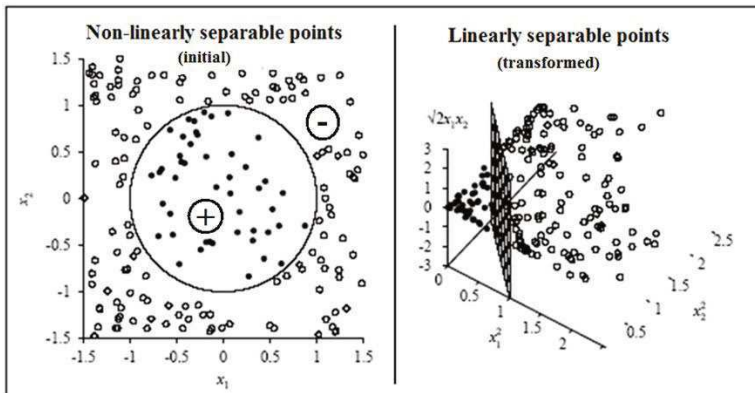 Non-linearly separable points
(initial)
1.5
1
0.5
0
-0.5
-1
-1.5
x₂
-1.5 -1 -0.5 0 0.5 1 1.5
x₁
+
-
Linearly separable points
(transformed)
√2x₁x₂
3
2
1
0
-1
-2
-3
0
0.5
1
1.5
2
x₁²
0.5
1
1.5
2
2.5
x₂²